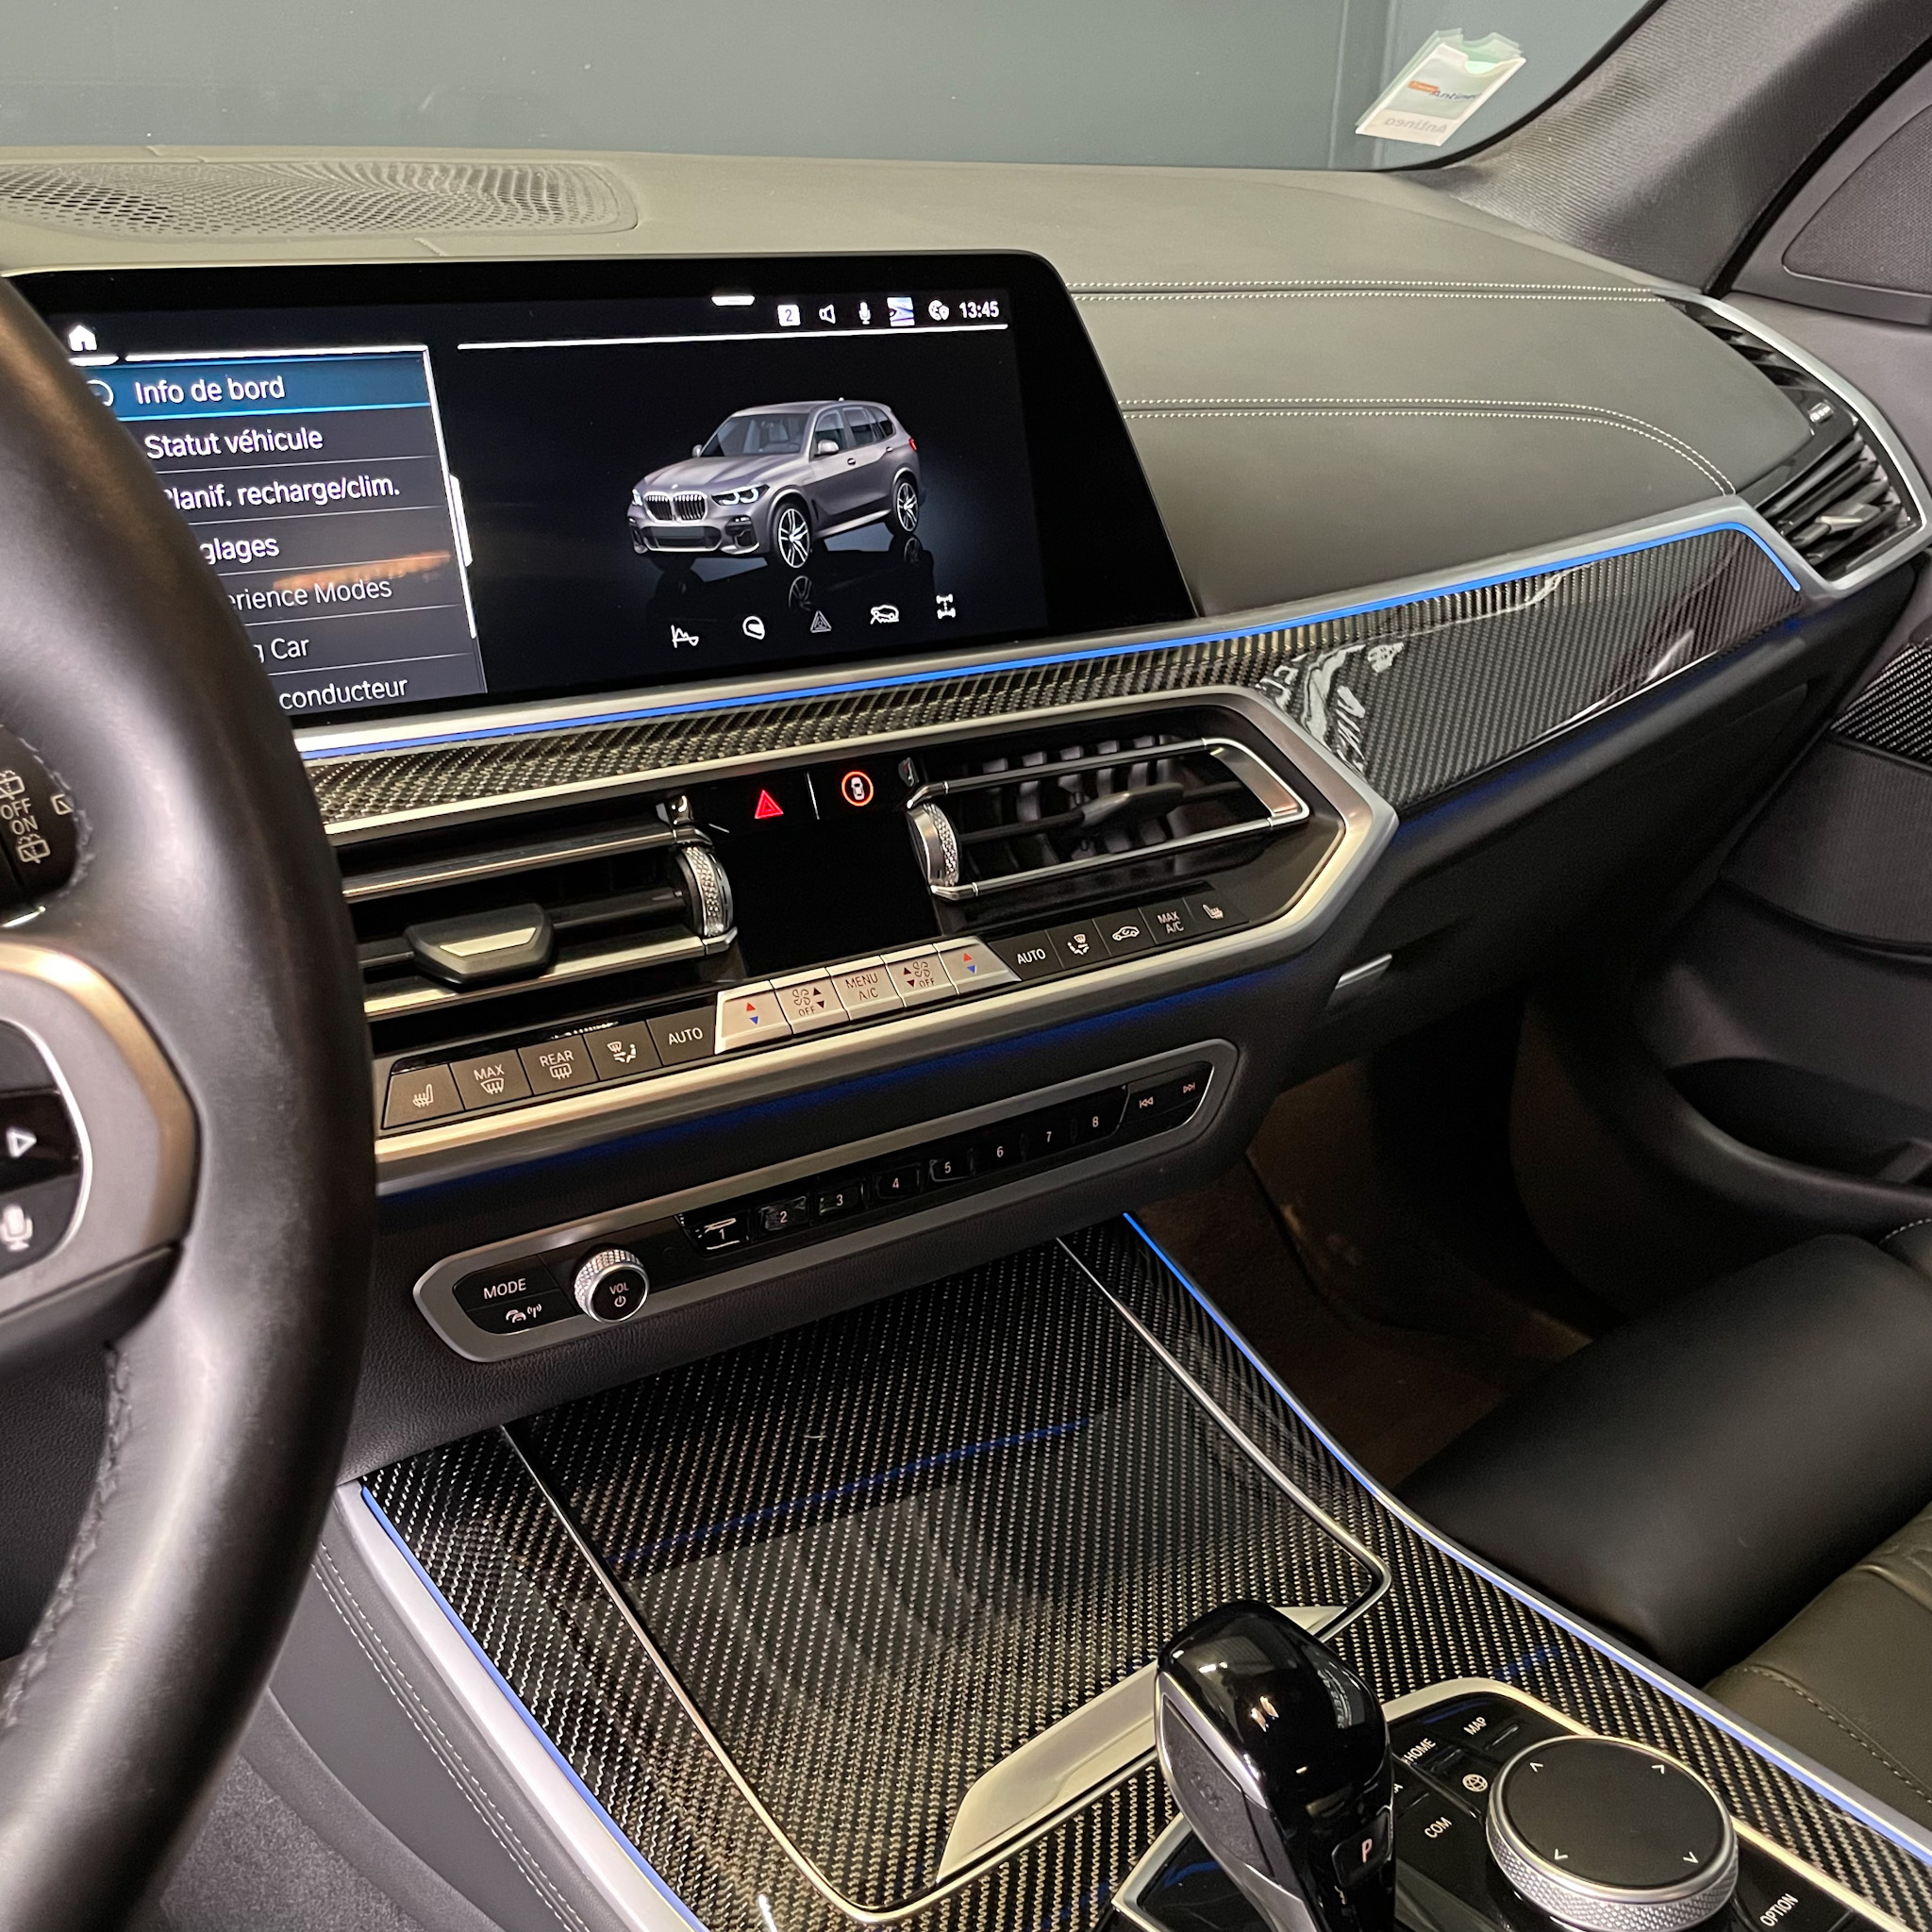 2 13:45
Info de bord
Statut véhicule
Planif. recharge/clim.
glages
erience Modes
g Car
conducteur
OFF
ON
MAX
REAR
AUTO
OFF
MENU
A/C
OFF
AUTO
MAX
A/C
1 2 3 4 5 6 7 8
MODE
VOL
HOME
MAP
COM
OPTION
P